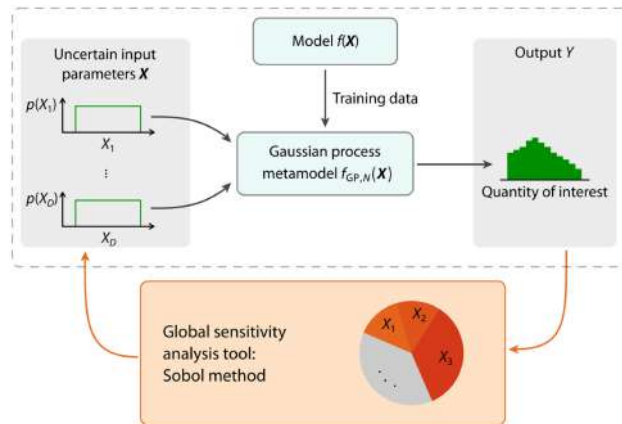 Uncertain input
parameters X
p(X1)
X1
⋮
p(XD)
XD
Model f(X)
Training data
Gaussian process
metamodel fGP,N(X)
Output Y
Quantity of interest
Global sensitivity
analysis tool:
Sobol method
X1
X2
X3